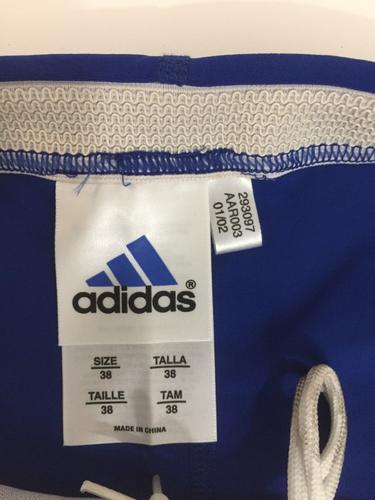 adidas®
SIZE
38
TALLA
38
TAILLE
38
TAM
38
MADE IN CHINA
293097
AAR003
01/02